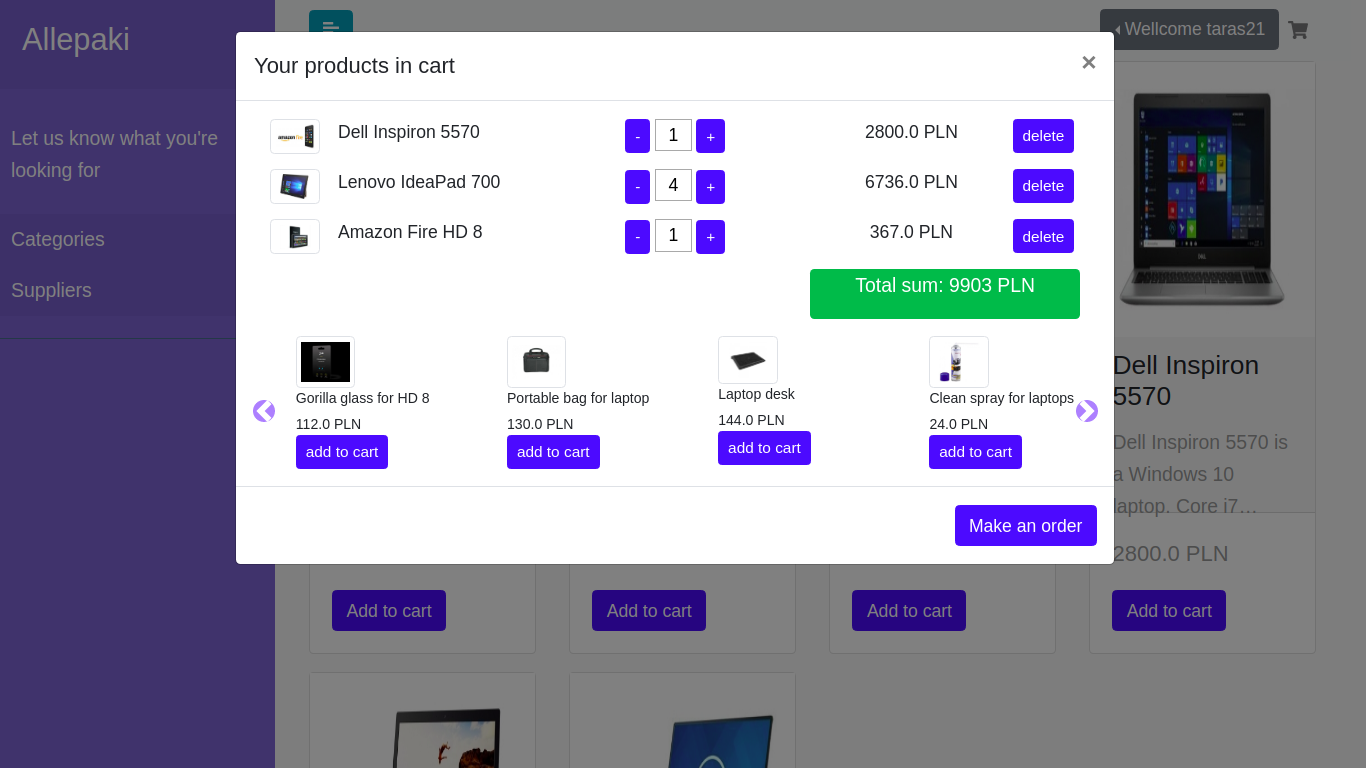 Allepaki
Wellcome taras21
Your products in cart
×
Let us know what you're
looking for
Categories
Suppliers
Dell Inspiron 5570
-
1
+
2800.0 PLN
delete
Lenovo IdeaPad 700
-
4
+
6736.0 PLN
delete
Amazon Fire HD 8
-
1
+
367.0 PLN
delete
Total sum: 9903 PLN
Gorilla glass for HD 8
112.0 PLN
add to cart
Portable bag for laptop
130.0 PLN
add to cart
Laptop desk
144.0 PLN
add to cart
Clean spray for laptops
24.0 PLN
add to cart
Make an order
Dell Inspiron
5570
Dell Inspiron 5570 is
a Windows 10
laptop. Core i7…
2800.0 PLN
Add to cart
Add to cart
Add to cart
Add to cart